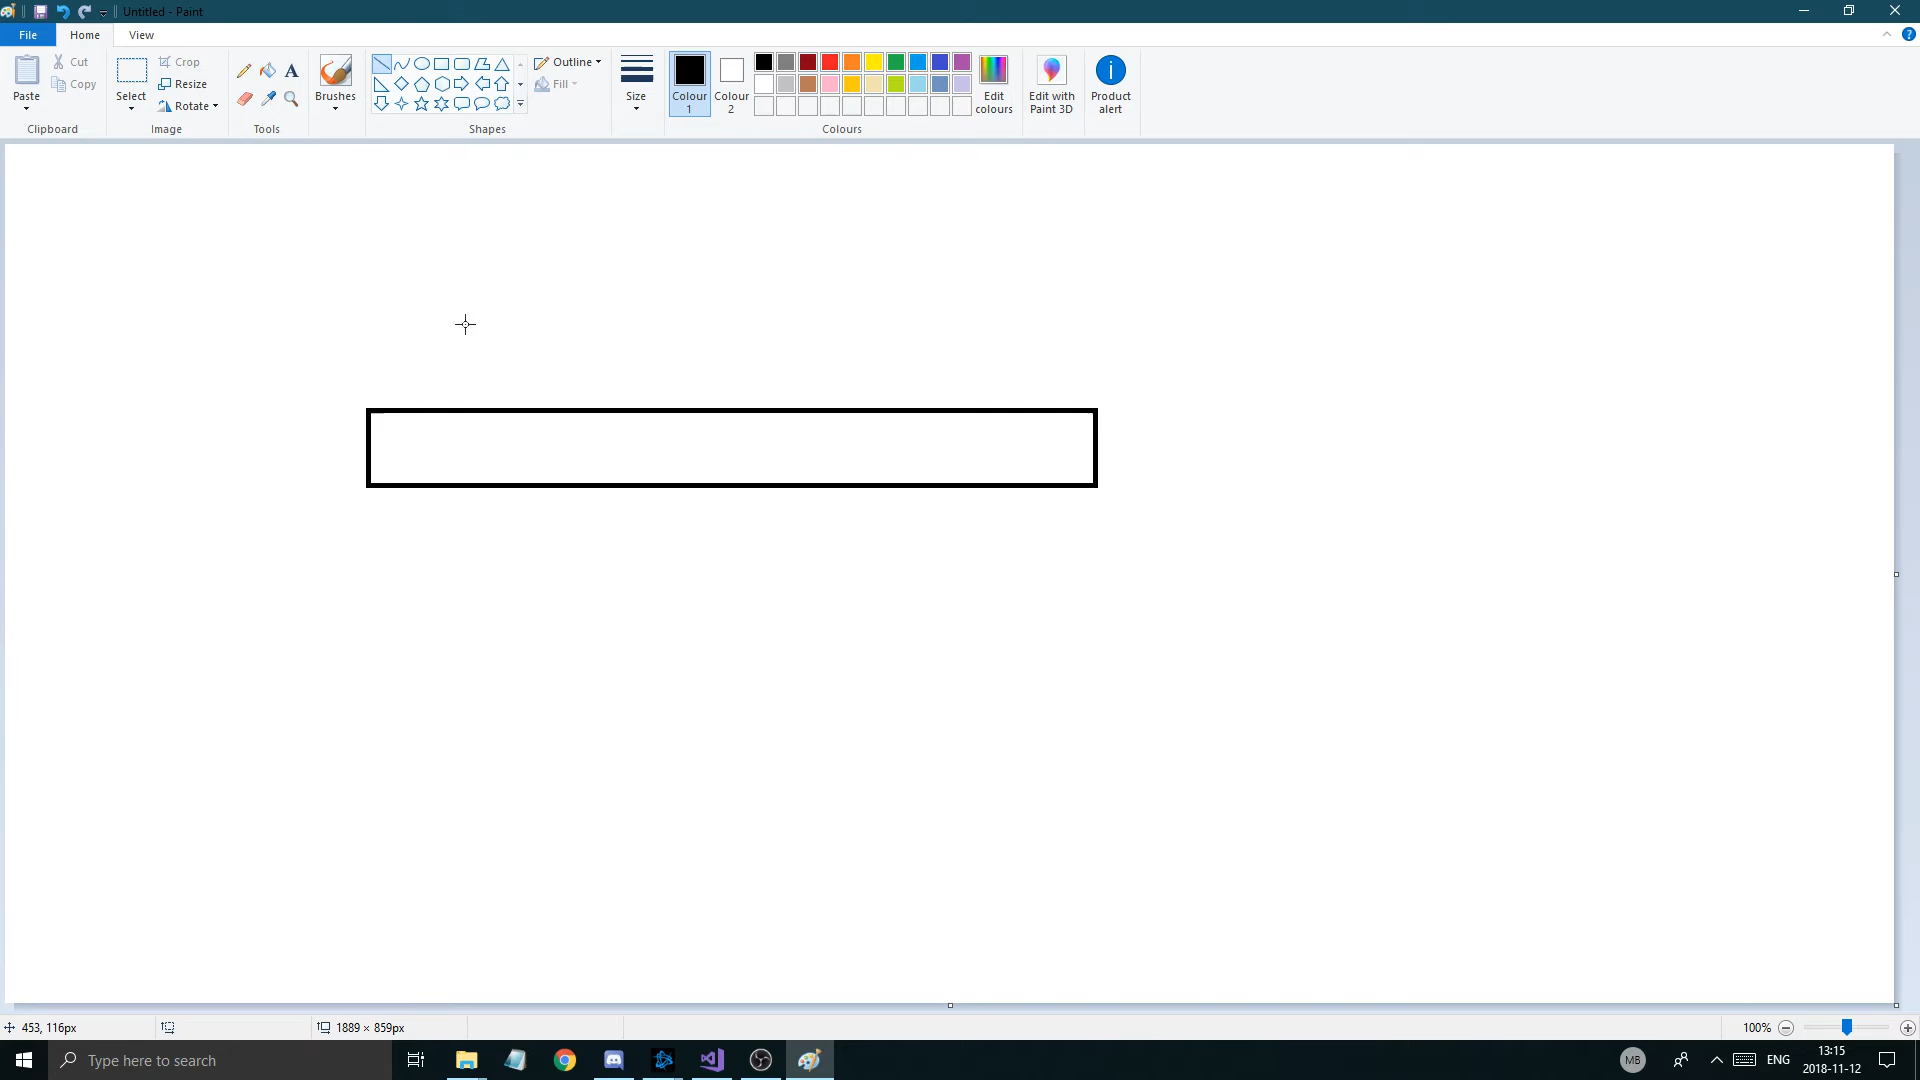 Untitled - Paint
File Home View
Paste
Cut
Copy
Clipboard
Select
Crop
Resize
Rotate
Image
A
Tools
Brushes
Outline
Fill
Shapes
Size
Colour 1
Colour 2
Edit colours
Colours
Edit with Paint 3D
Product alert
453, 116px
1889 × 859px
100%
Type here to search
MB
ENG
13:15
2018-11-12